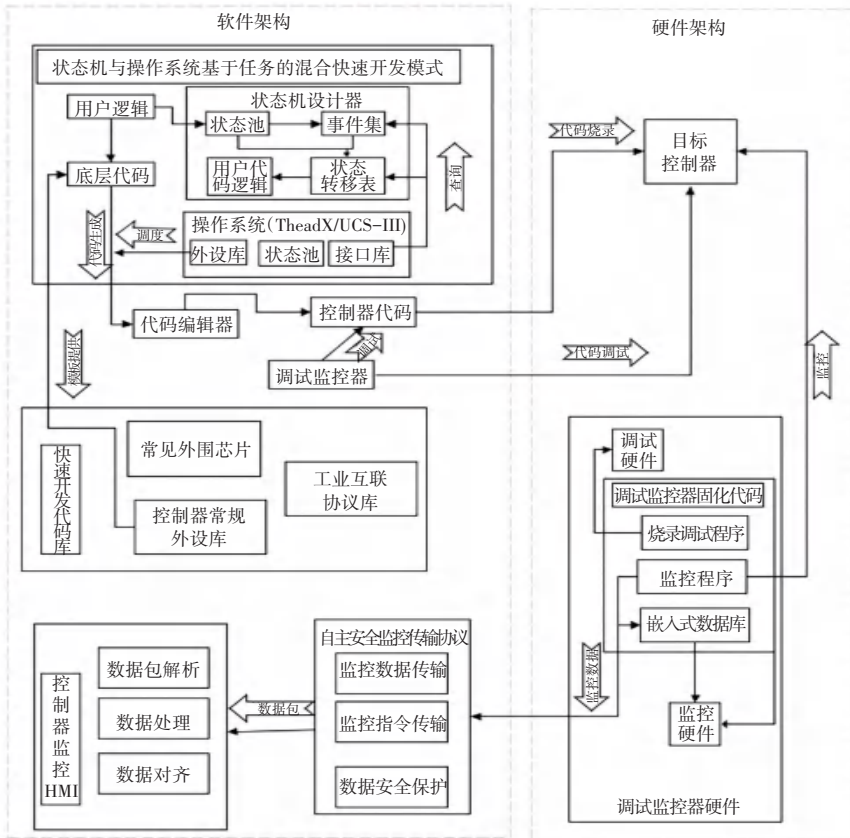 软件架构
硬件架构
状态机与操作系统基于任务的混合快速开发模式
用户逻辑
底层代码
状态机设计器
状态池
事件集
用户代码逻辑
状态
转移表
操作系统(TheadX/UCS-III)
外设库
状态池
接口库
查询
调度
代码生成
代码编辑器
控制器代码
调试
调试监控器
代码烧录
目标
控制器
代码调试
监控
模板提供
快速开发代码库
常见外围芯片
控制器常规
外设库
工业互联
协议库
调试
硬件
调试监控器固化代码
烧录调试程序
监控程序
嵌入式数据库
监控
硬件
监控数据
调试监控器硬件
自主安全监控传输协议
监控数据传输
监控指令传输
数据安全保护
数据包
控制器监控
HMI
数据包解析
数据处理
数据对齐